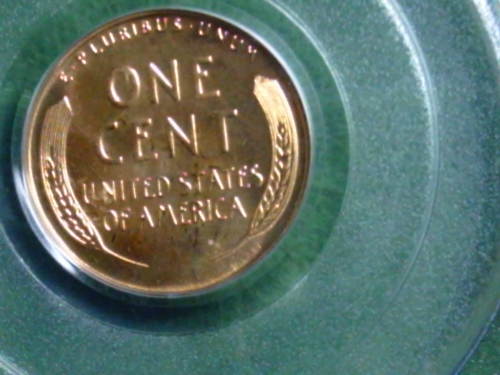 E·PLURIBUS·UNUM
ONE
CENT
UNITED STATES
OF AMERICA